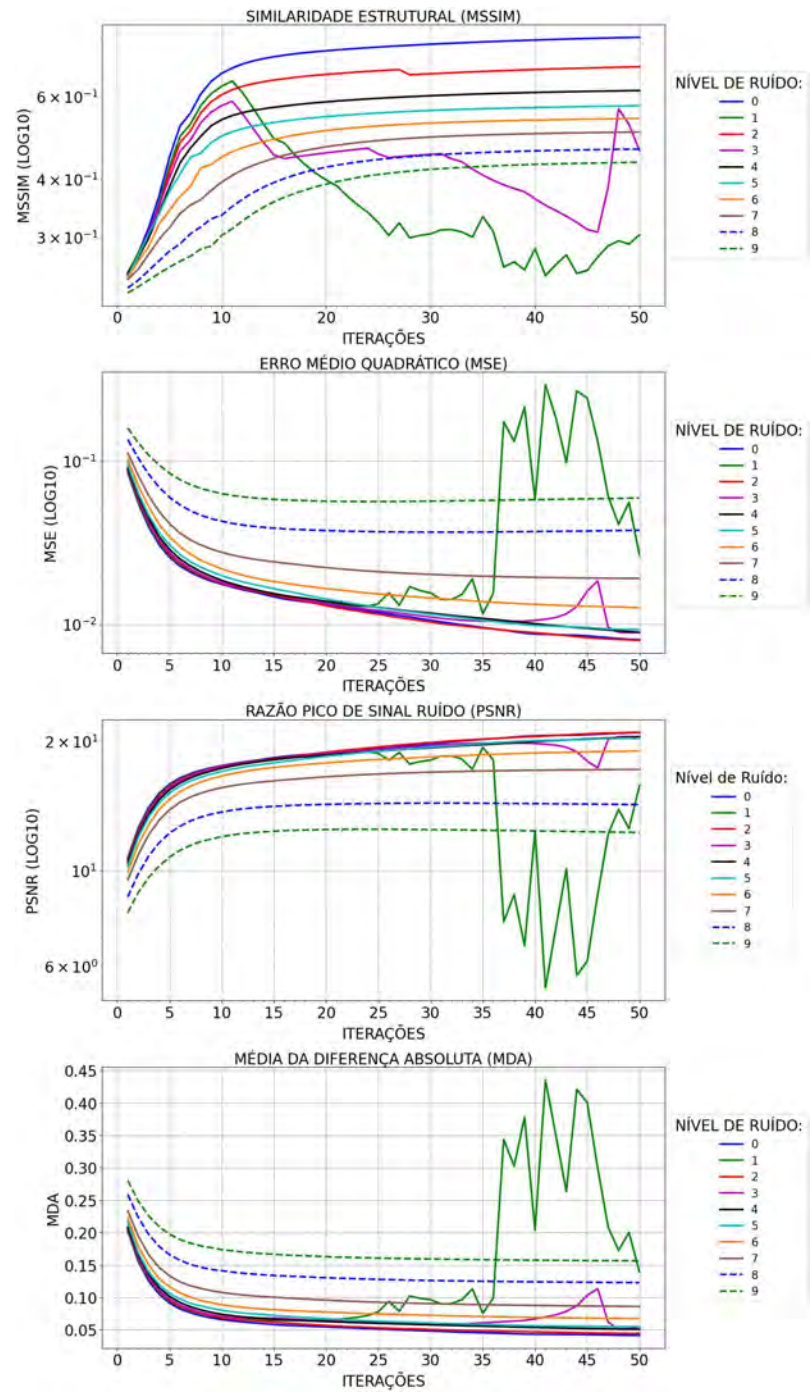 SIMILARIDADE ESTRUTURAL (MSSIM)
MSSIM (LOG10)
6 × 10⁻¹
4 × 10⁻¹
3 × 10⁻¹
0 10 20 30 40 50
ITERAÇÕES
NÍVEL DE RUÍDO:
0
1
2
3
4
5
6
7
8
9
ERRO MÉDIO QUADRÁTICO (MSE)
MSE (LOG10)
10⁻¹
10⁻²
0 5 10 15 20 25 30 35 40 45 50
ITERAÇÕES
NÍVEL DE RUÍDO:
0
1
2
3
4
5
6
7
8
9
RAZÃO PICO DE SINAL RUÍDO (PSNR)
PSNR (LOG10)
2 × 10¹
10¹
6 × 10⁰
0 5 10 15 20 25 30 35 40 45 50
ITERAÇÕES
Nível de Ruído:
0
1
2
3
4
5
6
7
8
9
MÉDIA DA DIFERENÇA ABSOLUTA (MDA)
MDA
0.45
0.40
0.35
0.30
0.25
0.20
0.15
0.10
0.05
0 5 10 15 20 25 30 35 40 45 50
ITERAÇÕES
NÍVEL DE RUÍDO:
0
1
2
3
4
5
6
7
8
9